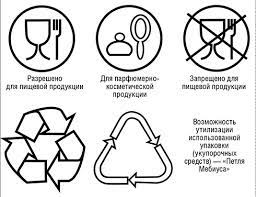 Разрешено
для пищевой продукции
Для парфюмерно-
косметической
продукции
Запрещено для
пищевой продукции
Возможность
утилизации
использованной
упаковки
(укупорочных
средств) — «Петля
Мебиуса»